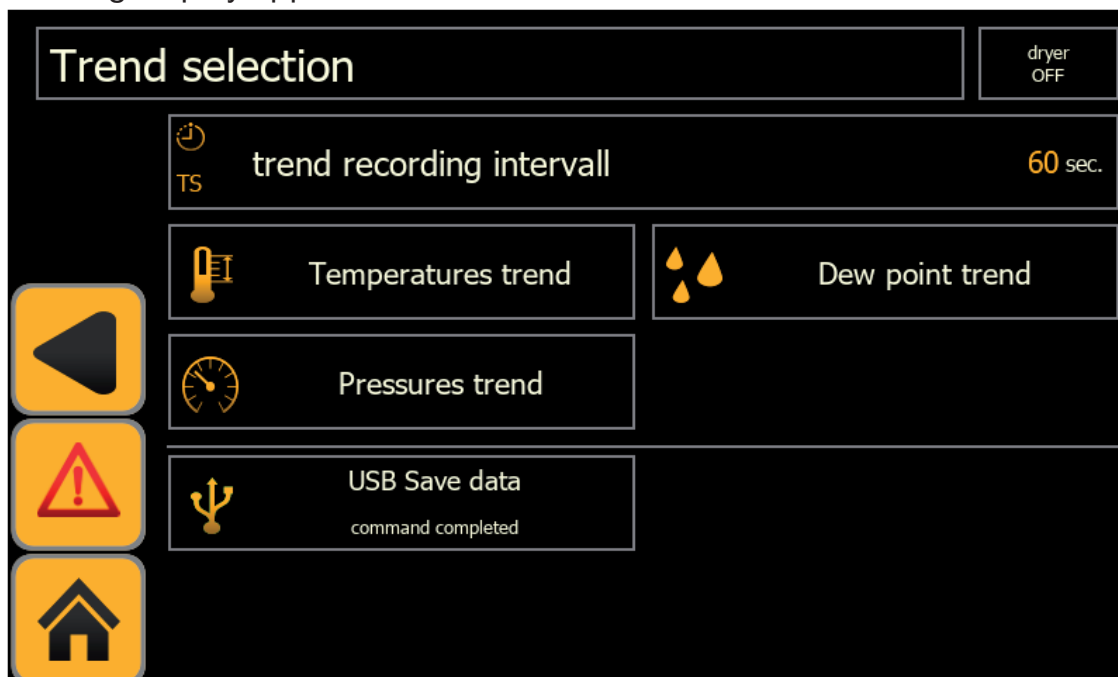 Trend selection
dryer
OFF
TS
trend recording intervall
60 sec.
Temperatures trend
Dew point trend
Pressures trend
USB Save data
command completed